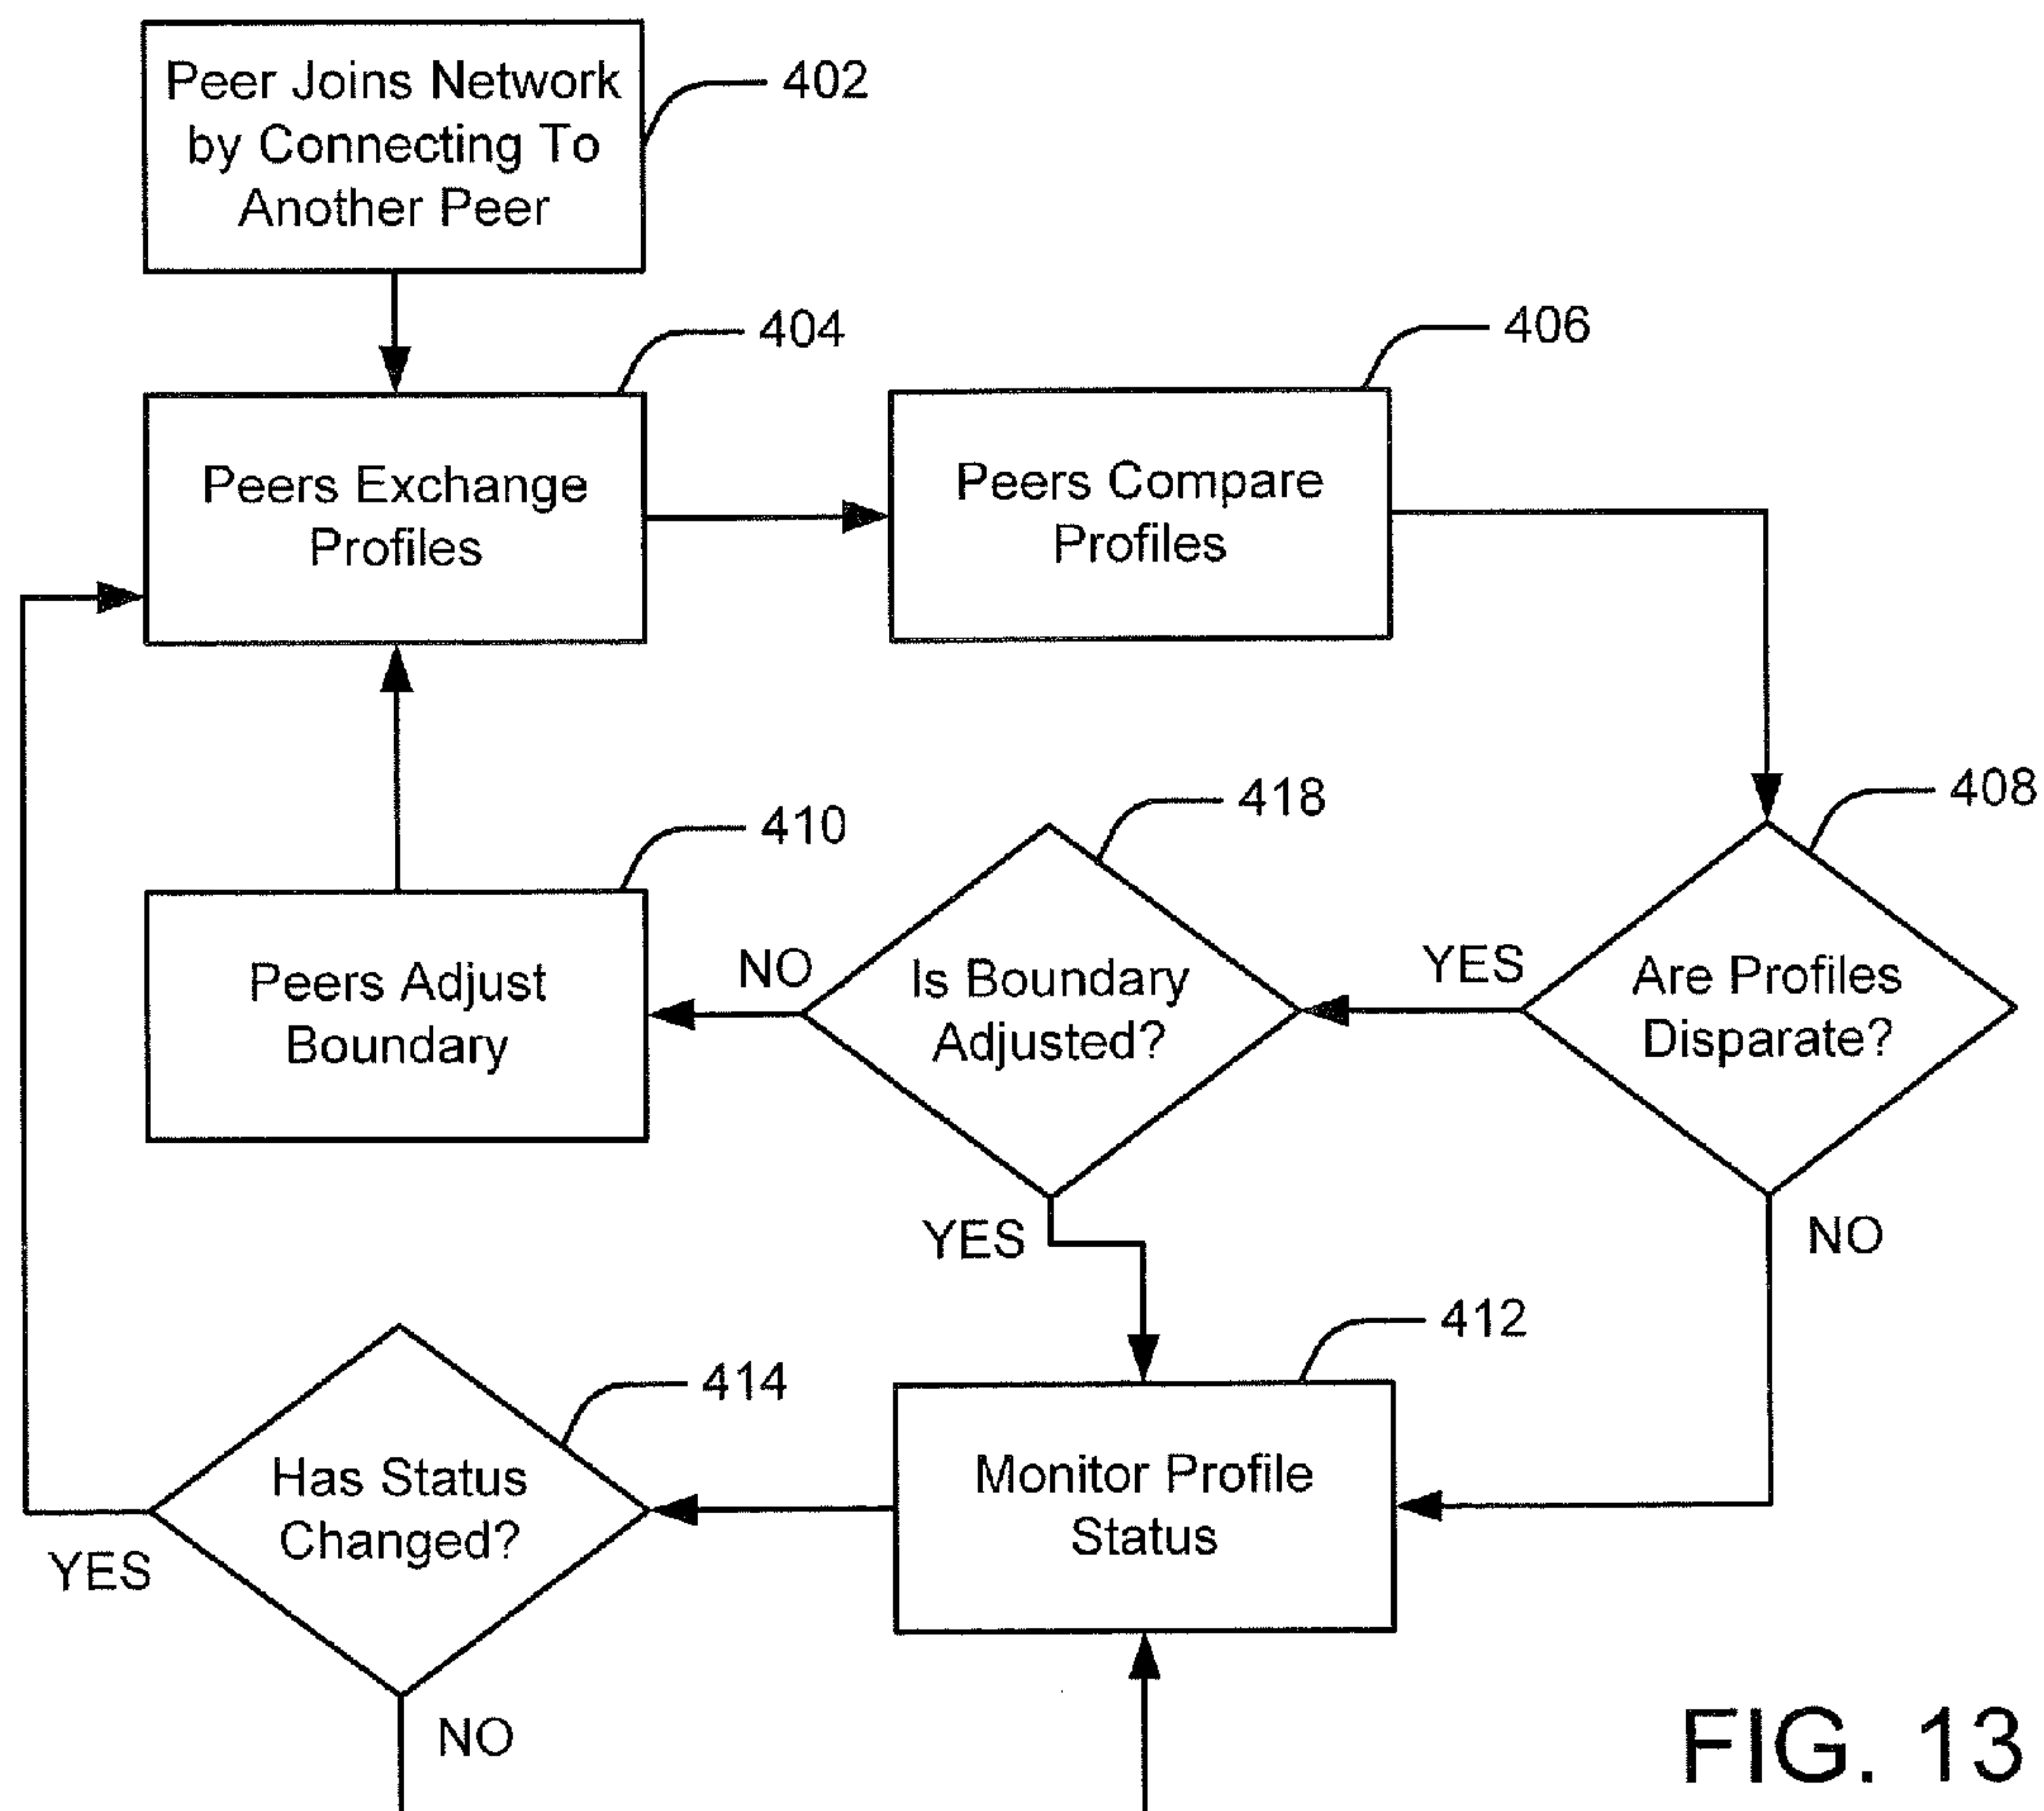 Peer Joins Network
by Connecting To
Another Peer
402
404
406
Peers Exchange
Profiles
Peers Compare
Profiles
410
418
408
Peers Adjust
Boundary
NO
Is Boundary
Adjusted?
YES
Are Profiles
Disparate?
YES
NO
412
414
Has Status
Changed?
Monitor Profile
Status
YES
NO
FIG. 13